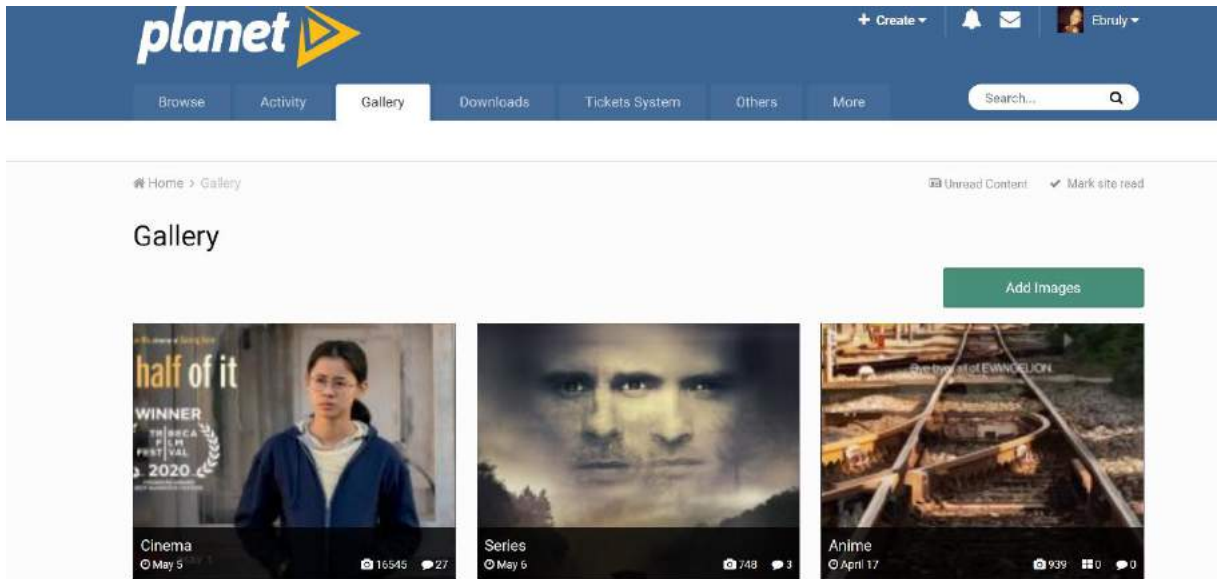 planet
+ Create
Ebruly
Browse
Activity
Gallery
Downloads
Tickets System
Others
More
Search...
Home > Gallery
Unread Content
Mark site read
Gallery
Add Images
half of it
WINNER
TRIBECA
FILM
FESTIVAL
2020
EVANGELION
Cinema
May 5
16545
27
Series
May 6
748
3
Anime
April 17
939
0
0